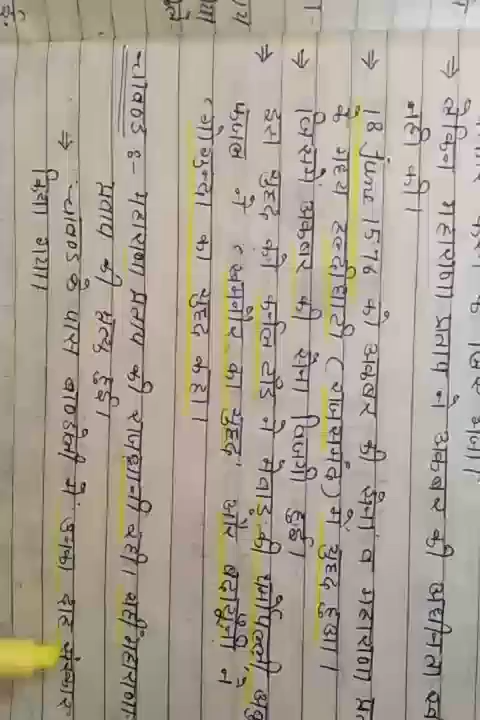 ⇒ लेकिन महाराणा प्रताप ने अकबर की अधीनता
नहीं की।
⇒ 18 June 1576 को अकबर की सेना व महाराणा
के मध्य हल्दीघाटी (राजसमंद) में युद्ध हुआ।
⇒ जिसमें अकबर की सेना विजयी हुई।
⇒ इस युद्ध को कर्नल टॉड ने मेवाड़ की थर्मोपल्ली,
फजल ने 'खमनौर का युद्ध' और बदायूनी ने
'गोगुन्दा का युद्ध कहा।
चावण्ड :- महाराणा प्रताप की राजधानी रही। यहीं महाराणा
प्रताप की मृत्यु हुई।
⇒ चावण्ड के पास बाण्डोली में उनका दाह संस्कार
किया गया।